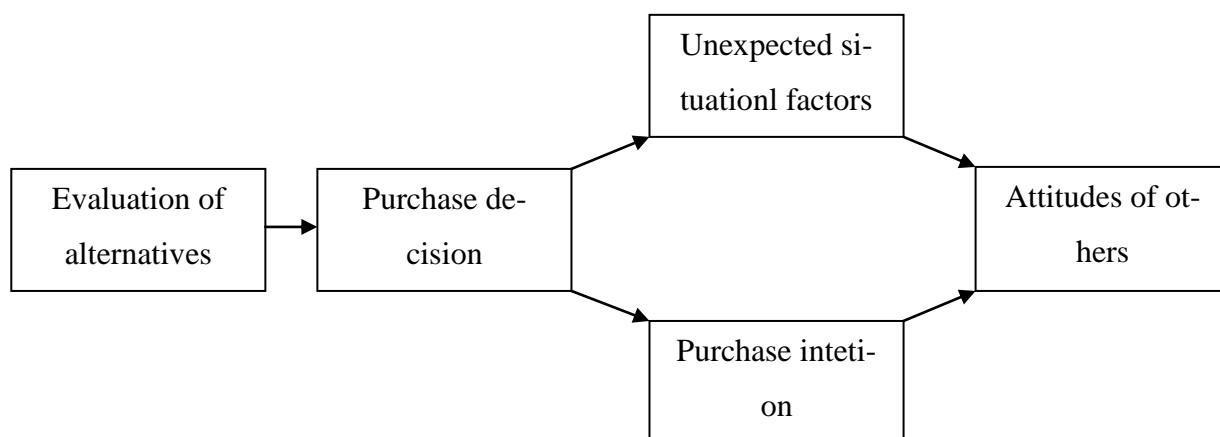 Evaluation of
alternatives
Purchase de-
cision
Unexpected si-
tuationl factors
Purchase inteti-
on
Attitudes of ot-
hers